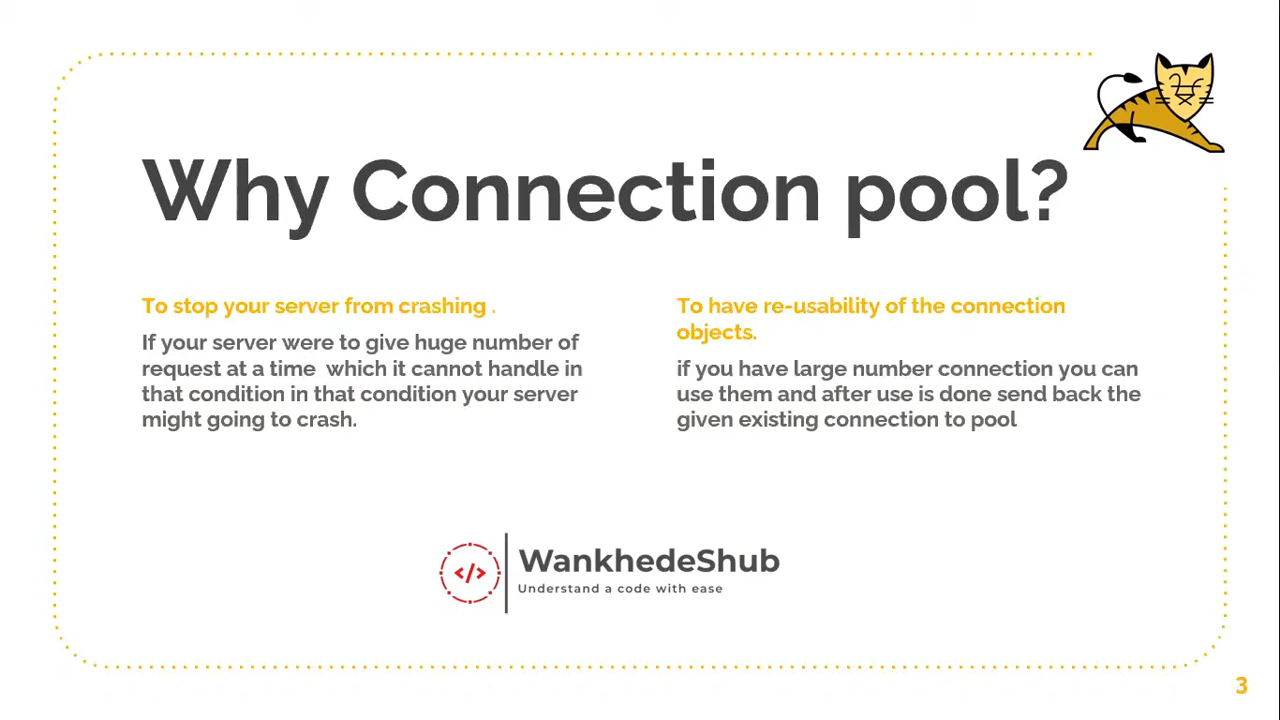 Why Connection pool?
To stop your server from crashing .
If your server were to give huge number of
request at a time  which it cannot handle in
that condition in that condition your server
might going to crash.
To have re-usability of the connection
objects.
if you have large number connection you can
use them and after use is done send back the
given existing connection to pool
</>
WankhedeShub
Understand a code with ease
3